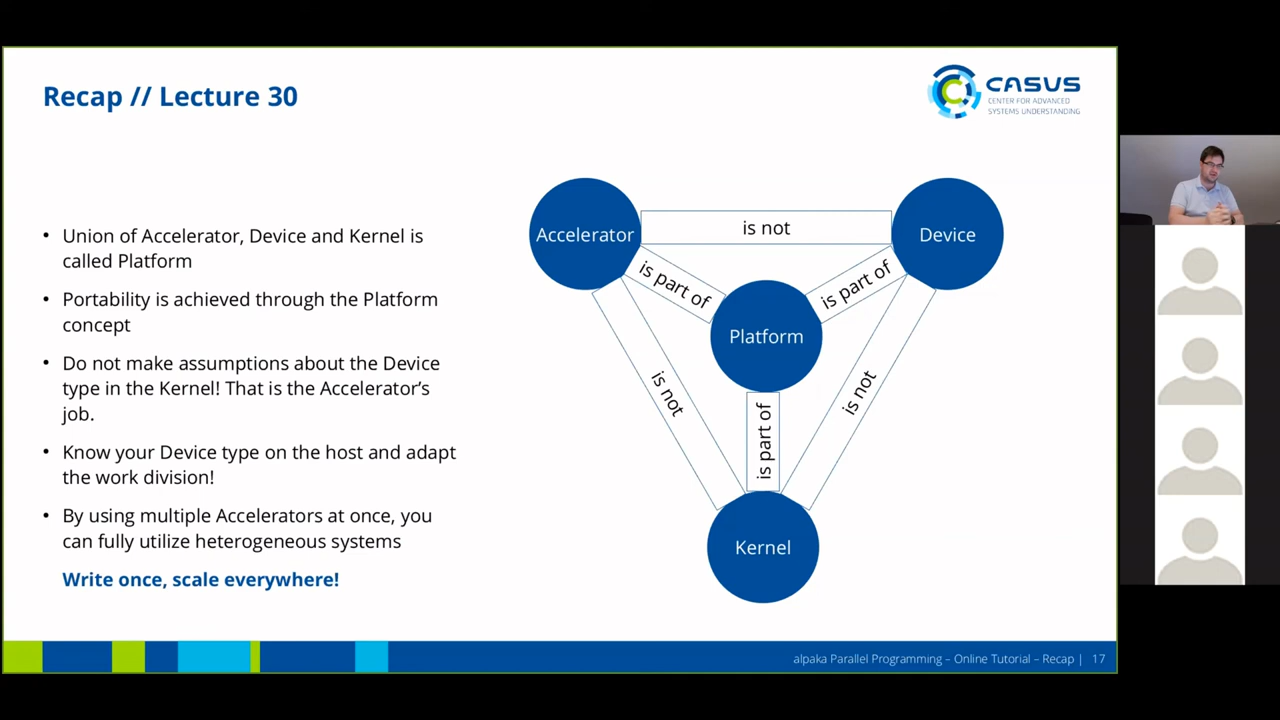 Recap // Lecture 30
CASUS
CENTER FOR ADVANCED
SYSTEMS UNDERSTANDING
• Union of Accelerator, Device and Kernel is
called Platform
• Portability is achieved through the Platform
concept
• Do not make assumptions about the Device
type in the Kernel! That is the Accelerator’s
job.
• Know your Device type on the host and adapt
the work division!
• By using multiple Accelerators at once, you
can fully utilize heterogeneous systems
Write once, scale everywhere!
Accelerator
is not
Device
is part of
is part of
Platform
is not
is part of
is not
Kernel
alpaka Parallel Programming – Online Tutorial – Recap | 17